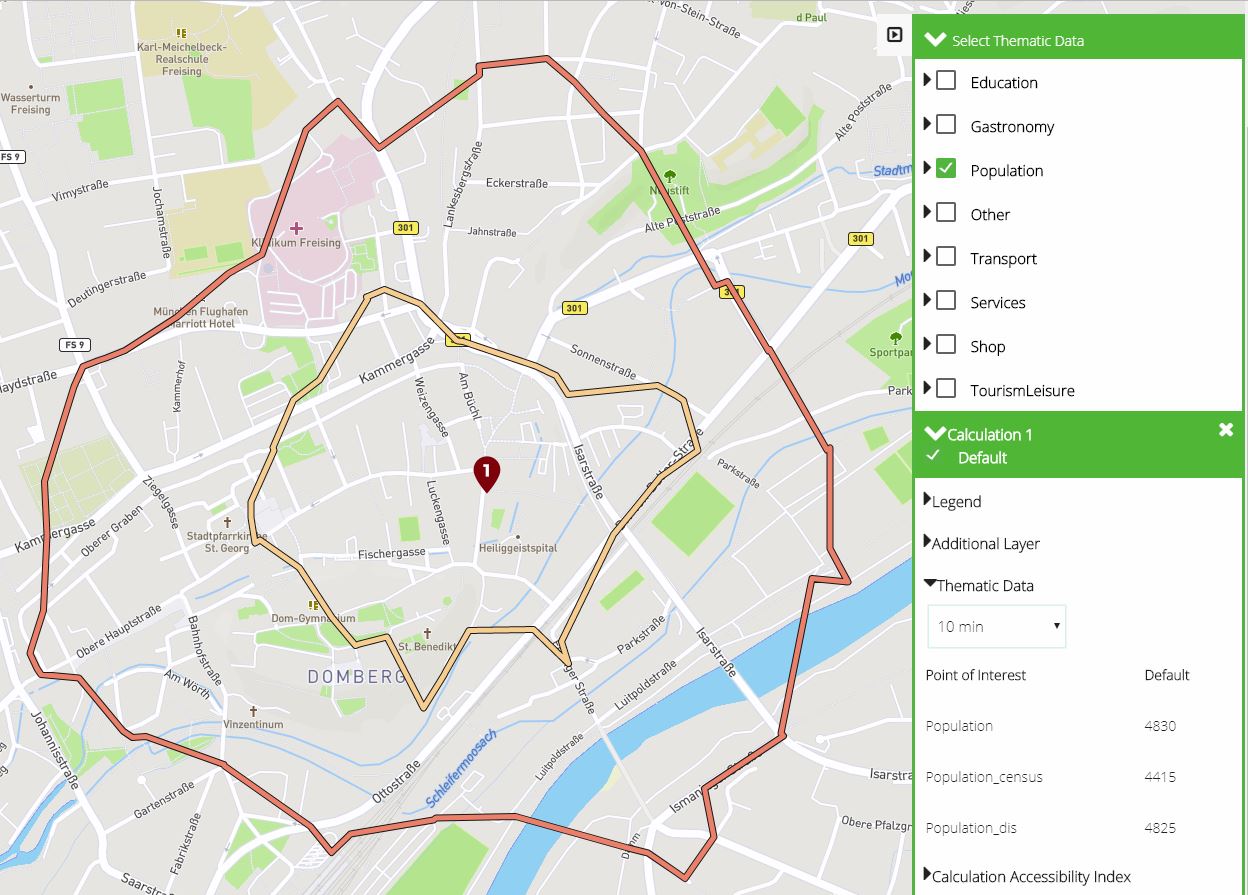 von-Stein-Straße
d Paul
Karl-Meichelbeck-
Realschule
Freising
Wasserturm
Freising
FS 9
Alte Poststraße
Vimystraße
Jochamstraße
Lankesbergstraße
Eckerstraße
Neustift
Alte Poststraße
301
Klinikum Freising
Jahnstraße
301
Deutingerstraße
301
301
München Flughafen
Marriott Hotel
FS 9
Sonnenstraße
Sportpar
Kammergasse
Haydstraße
Kammerhof
Weizengasse
Am Büchl
Park
1
Isarstraße
Parkstraße
Ziegelgasse
Luckengasse
Kammergasse
Oberer Graben
Stadtpfarrkirche
St. Georg
Fischergasse
Heiliggeistspital
Dom-Gymnasium
Obere Hauptstraße
Bahnhofstraße
St. Benedikt
Parkstraße
Isarstraße
DOMBERG
Am Wörth
ger Straße
Luitpoldstraße
Vinzentinum
Johannisstraße
Luitpoldstraße
Ottostraße
Schleifermoosach
Isarstra
Gartenstraße
Fabrikstraße
Obere Pfalzgr
Saarstra
Select Thematic Data
Education
Gastronomy
Population
Other
Transport
Services
Shop
TourismLeisure
Calculation 1
Default
Legend
Additional Layer
Thematic Data
10 min
Point of Interest Default
Population 4830
Population_census 4415
Population_dis 4825
Calculation Accessibility Index